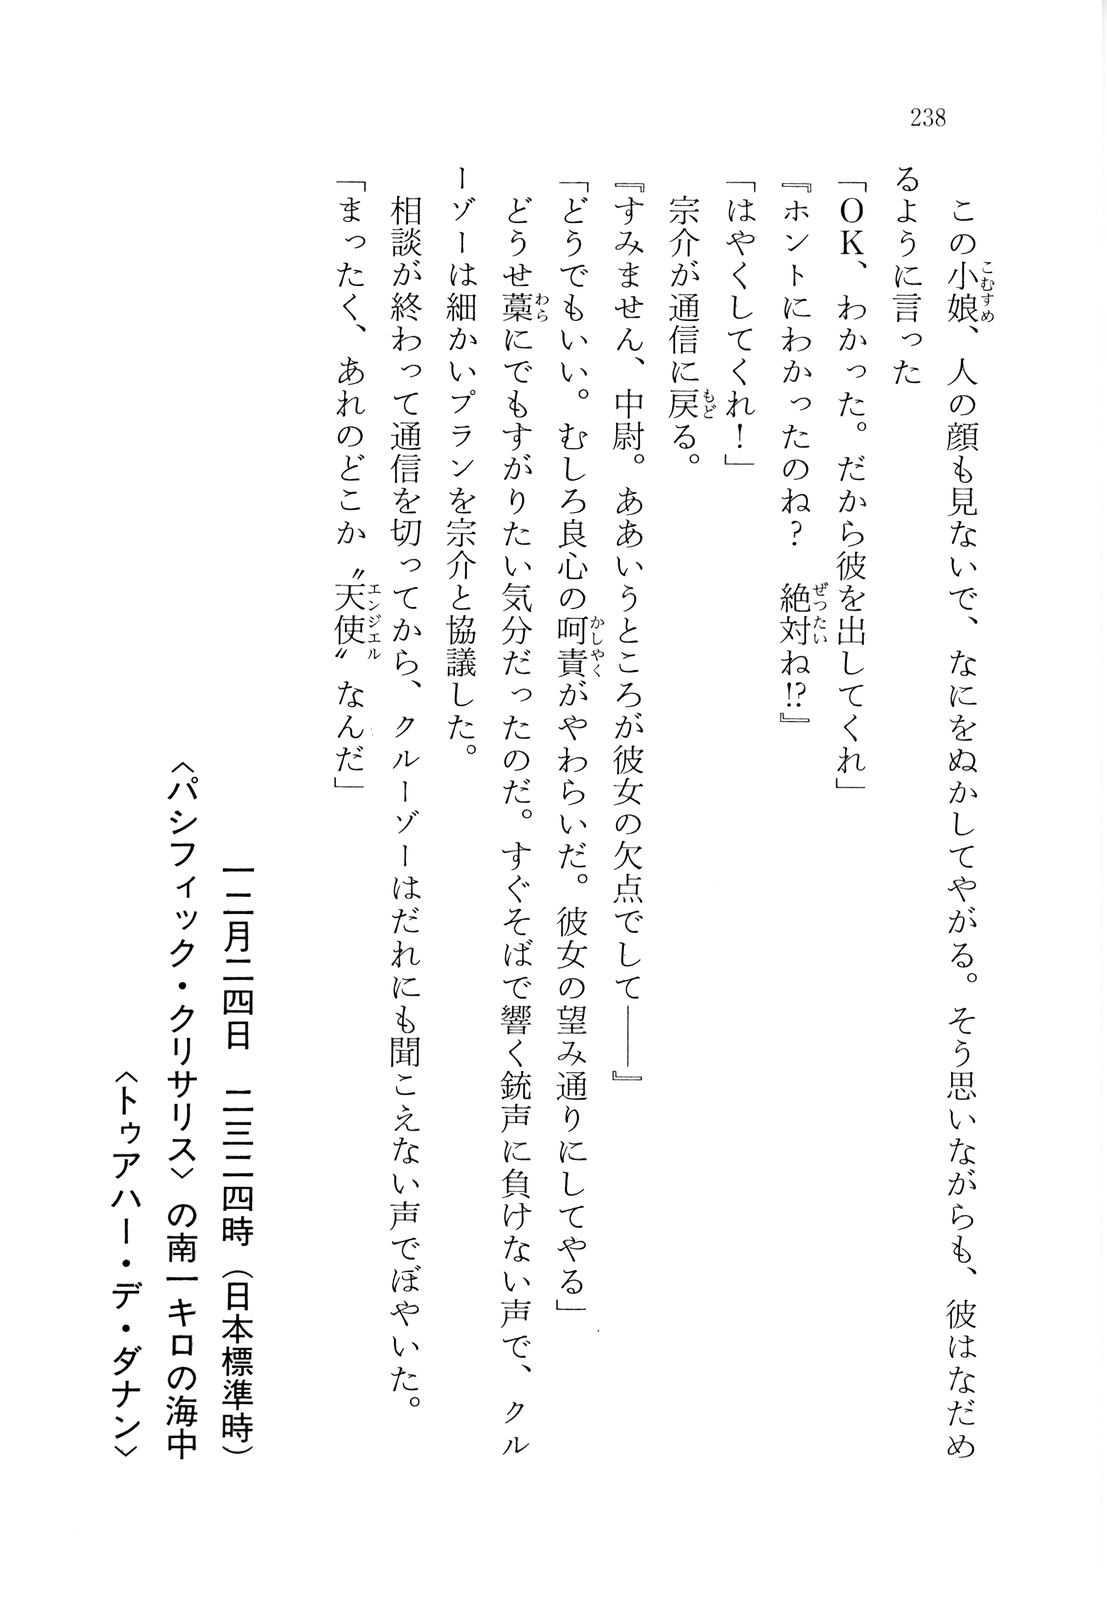 238
この小娘、人の顔も見ないで、なにをぬかしてやがる。そう思いながらも、彼はなだめ
るように言った
「OK、わかった。だから彼を出してくれ」
『ホントにわかったのね？　絶対ね!?』
「はやくしてくれ！」
宗介が通信に戻る。
『すみません、中尉。ああいうところが彼女の欠点でして――』
「どうでもいい。むしろ良心の呵責がやわらいだ。彼女の望み通りにしてやる」
どうせ藁にでもすがりたい気分だったのだ。すぐそばで響く銃声に負けない声で、クル
ーゾーは細かいプランを宗介と協議した。
相談が終わって通信を切ってから、クルーゾーはだれにも聞こえない声でぼやいた。
「まったく、あれのどこか〝天使〟なんだ」
一二月二四日　二三二四時（日本標準時）
〈パシフィック・クリサリス〉の南一キロの海中
〈トゥアハー・デ・ダナン〉